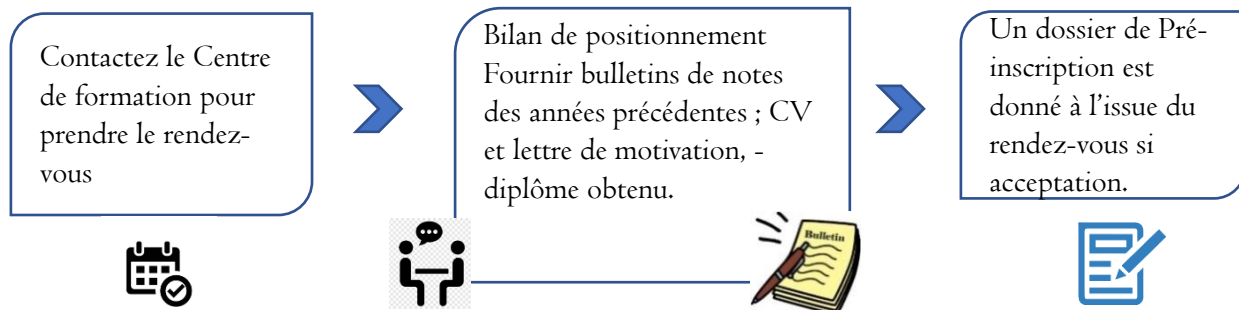 Contactez le Centre
de formation pour
prendre le rendez-
vous
Bilan de positionnement
Fournir bulletins de notes
des années précédentes ; CV
et lettre de motivation, -
diplôme obtenu.
Bulletin
Un dossier de Pré-
inscription est
donné à l’issue du
rendez-vous si
acceptation.